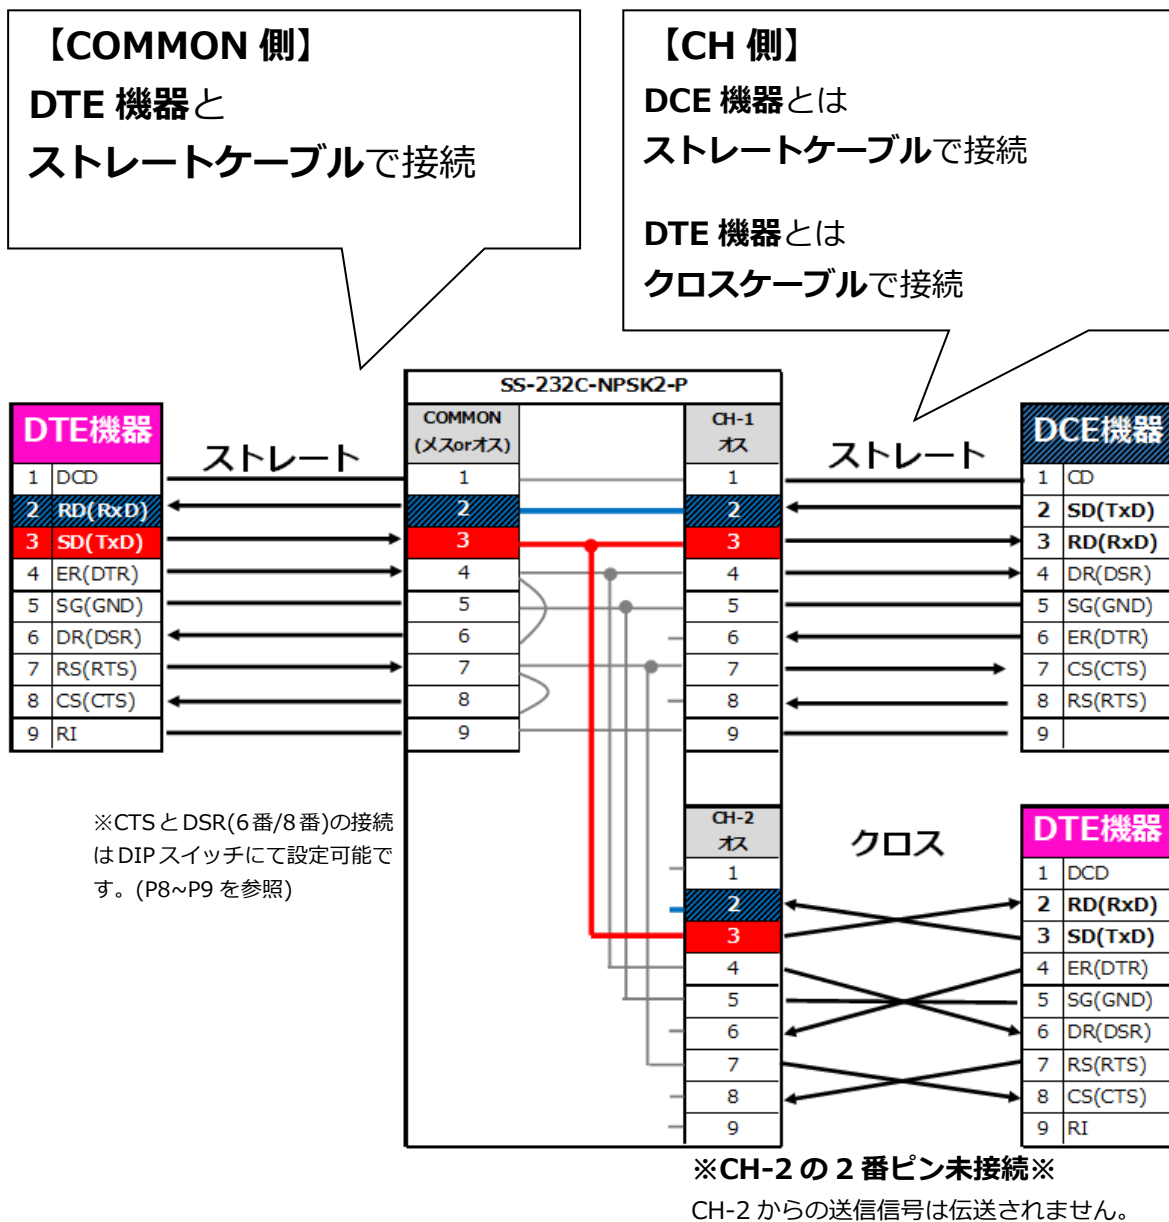 【COMMON 側】
DTE 機器と
ストレートケーブルで接続
【CH 側】
DCE 機器とは
ストレートケーブルで接続
DTE 機器とは
クロスケーブルで接続
SS-232C-NPSK2-P
DTE機器
1 DCD
2 RD(RxD)
3 SD(TxD)
4 ER(DTR)
5 SG(GND)
6 DR(DSR)
7 RS(RTS)
8 CS(CTS)
9 RI
ストレート
COMMON
(メスorオス)
1
2
3
4
5
6
7
8
9
CH-1
オス
1
2
3
4
5
6
7
8
9
ストレート
DCE機器
1 CD
2 SD(TxD)
3 RD(RxD)
4 DR(DSR)
5 SG(GND)
6 ER(DTR)
7 CS(CTS)
8 RS(RTS)
9
※CTSとDSR(6番/8番)の接続
はDIPスイッチにて設定可能で
す。(P8~P9 を参照)
CH-2
オス
1
2
3
4
5
6
7
8
9
クロス
DTE機器
1 DCD
2 RD(RxD)
3 SD(TxD)
4 ER(DTR)
5 SG(GND)
6 DR(DSR)
7 RS(RTS)
8 CS(CTS)
9 RI
※CH-2 の 2 番ピン未接続※
CH-2 からの送信信号は伝送されません。